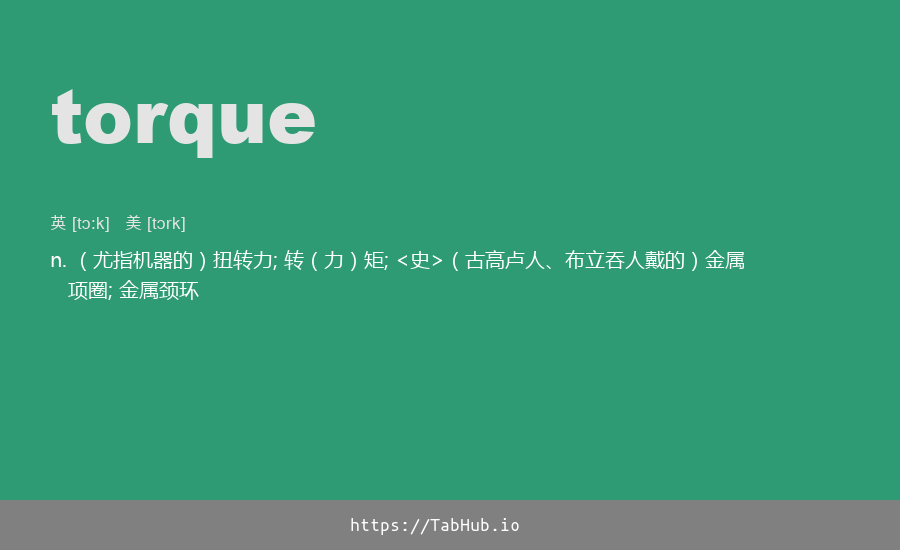 torque
英 [tɔːk] 美 [tɔrk]
n. （尤指机器的）扭转力; 转（力）矩; <史>（古高卢人、布立吞人戴的）金属
项圈; 金属颈环
https://TabHub.io